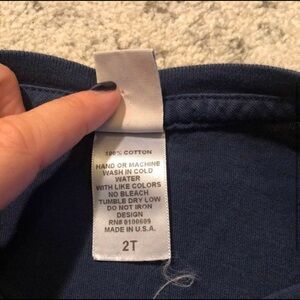 100% COTTON
HAND OR MACHINE
WASH IN COLD
WATER
WITH LIKE COLORS
NO BLEACH
TUMBLE DRY LOW
DO NOT IRON
DESIGN
RN# 0100609
MADE IN U.S.A.
2T